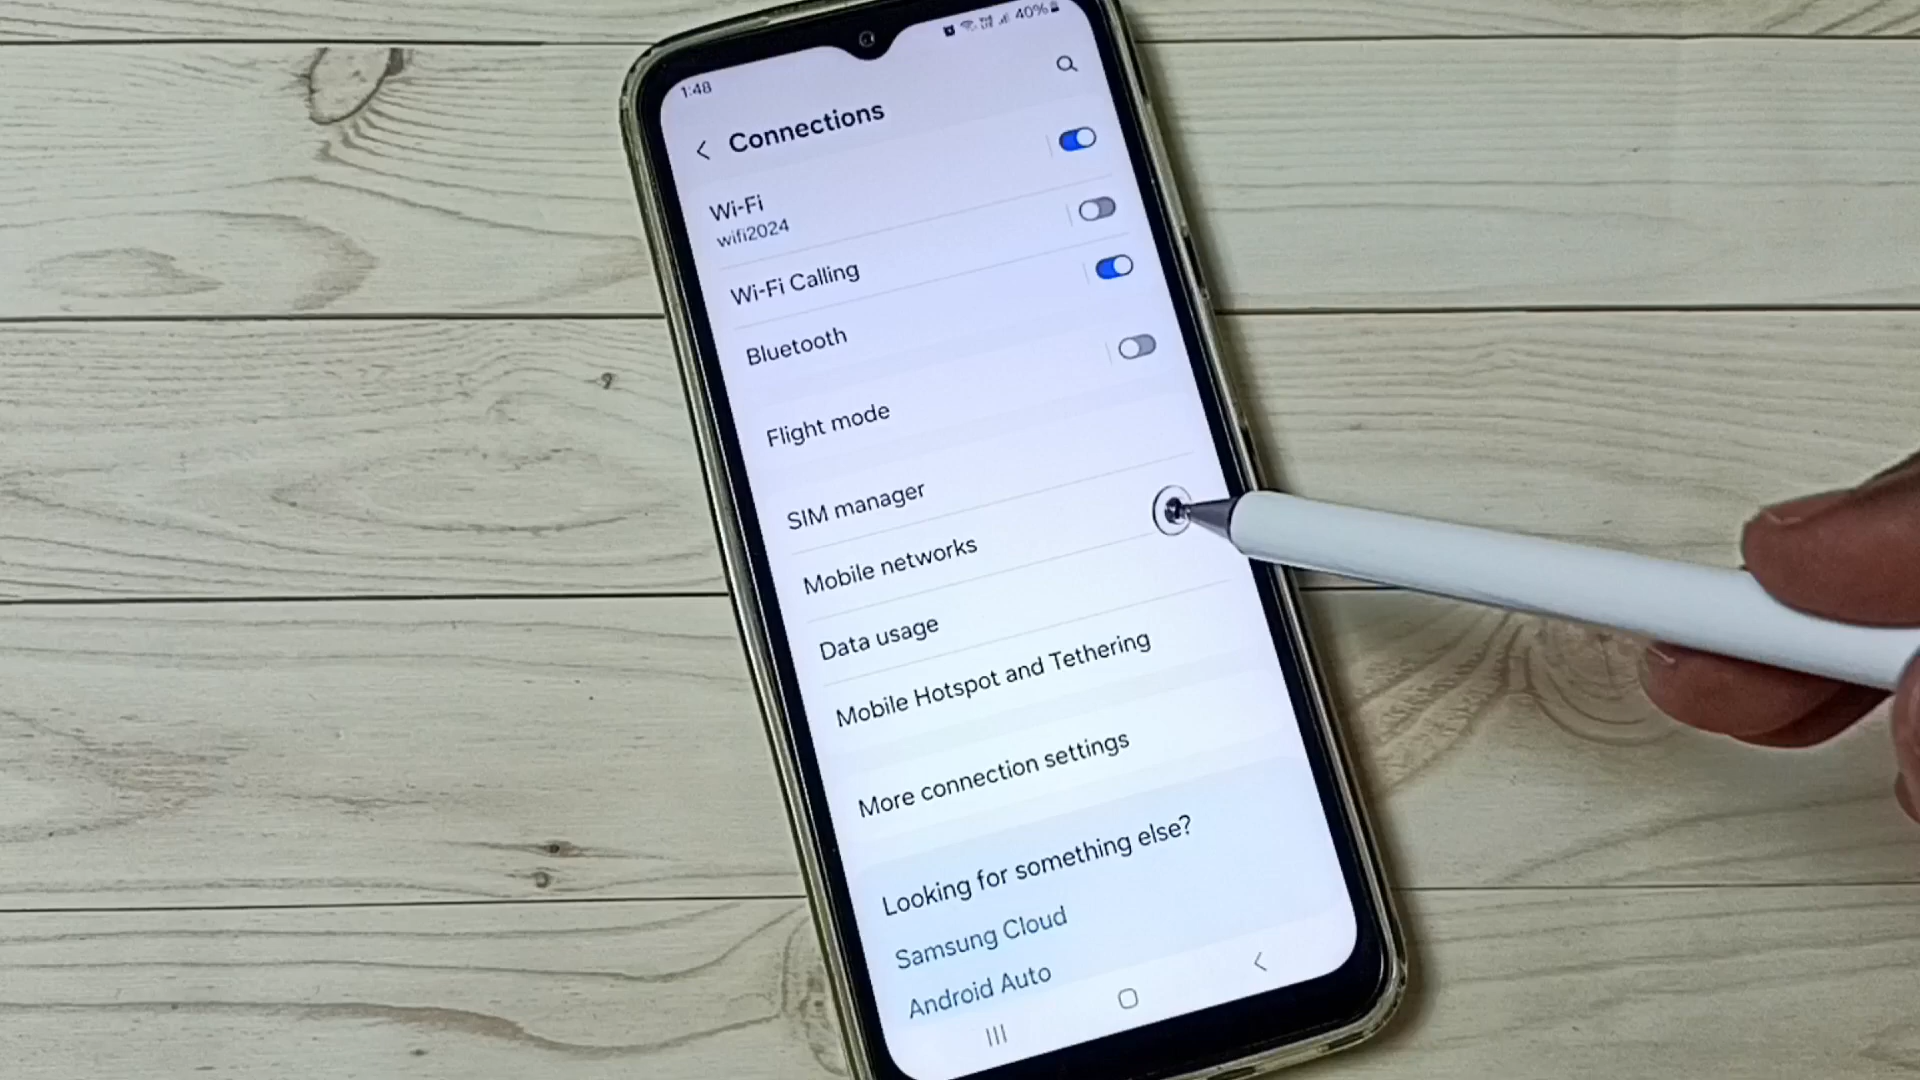 1:48
40%
Connections
Wi-Fi
wifi2024
Wi-Fi Calling
Bluetooth
Flight mode
SIM manager
Mobile networks
Data usage
Mobile Hotspot and Tethering
More connection settings
Looking for something else?
Samsung Cloud
Android Auto